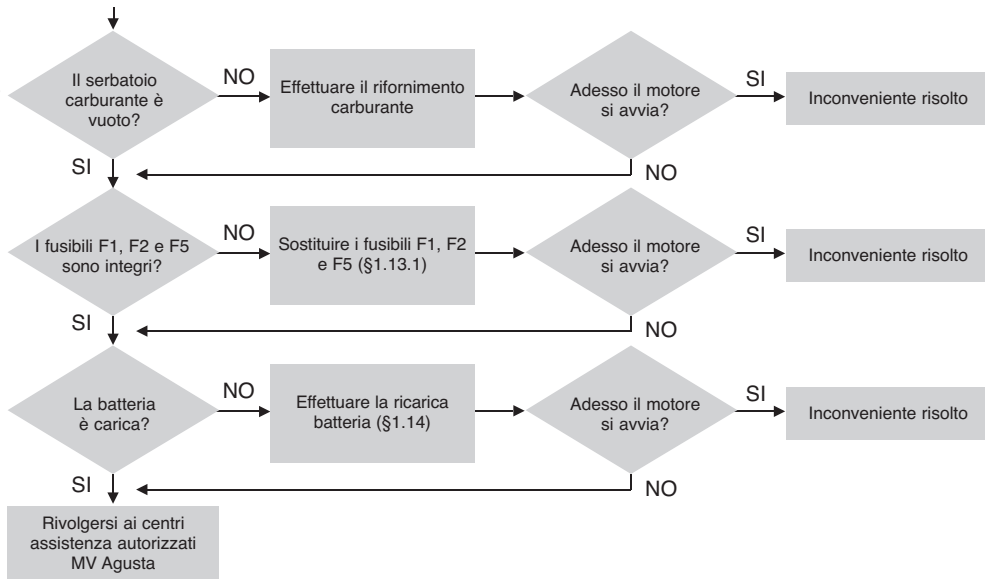 Il serbatoio
carburante è
vuoto?
NO
Effettuare il rifornimento
carburante
Adesso il motore
si avvia?
SI
Inconveniente risolto
SI
NO
I fusibili F1, F2 e F5
sono integri?
NO
Sostituire i fusibili F1, F2
e F5 (§1.13.1)
Adesso il motore
si avvia?
SI
Inconveniente risolto
SI
NO
La batteria
è carica?
NO
Effettuare la ricarica
batteria (§1.14)
Adesso il motore
si avvia?
SI
Inconveniente risolto
SI
NO
Rivolgersi ai centri
assistenza autorizzati
MV Agusta